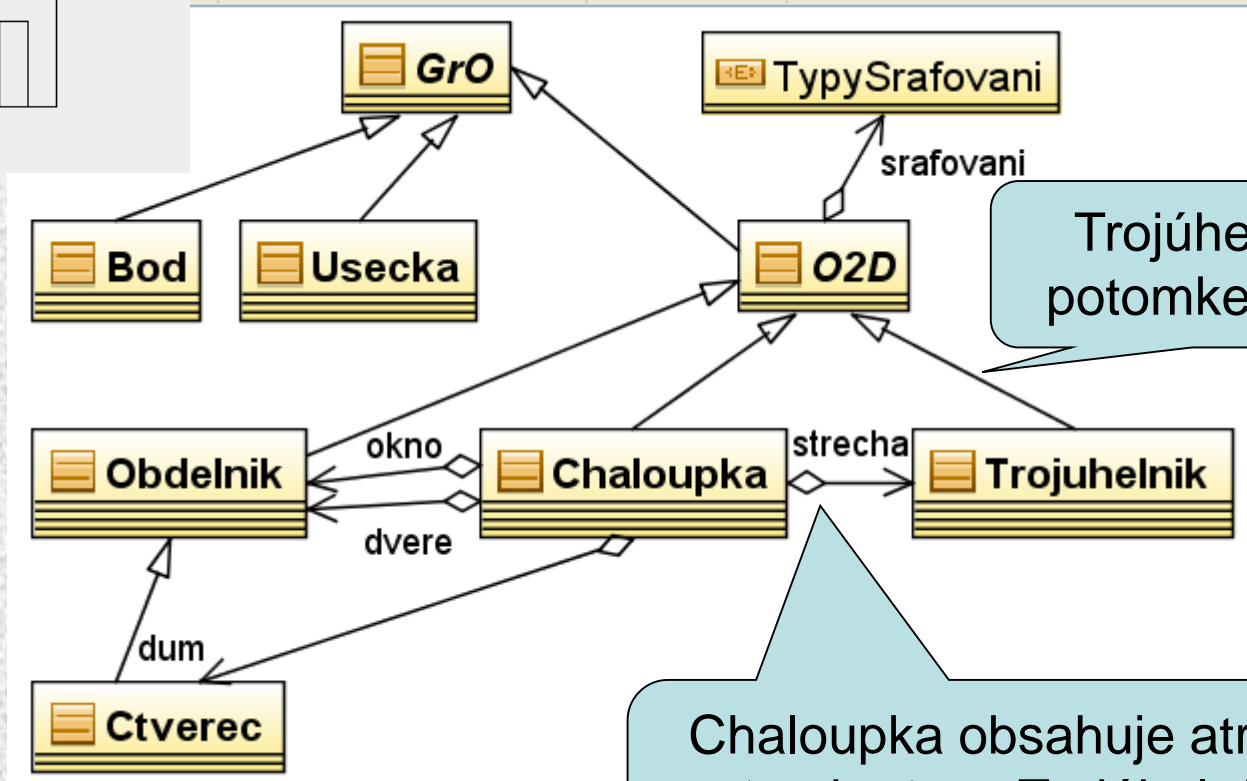 GrO
<E> TypySrafovani
srafovani
Bod
Usecka
O2D
Trojúhe
potomke
Obdelnik
okno
dvere
Chaloupka
strecha
Trojuhelnik
dum
Ctverec
Chaloupka obsahuje atr